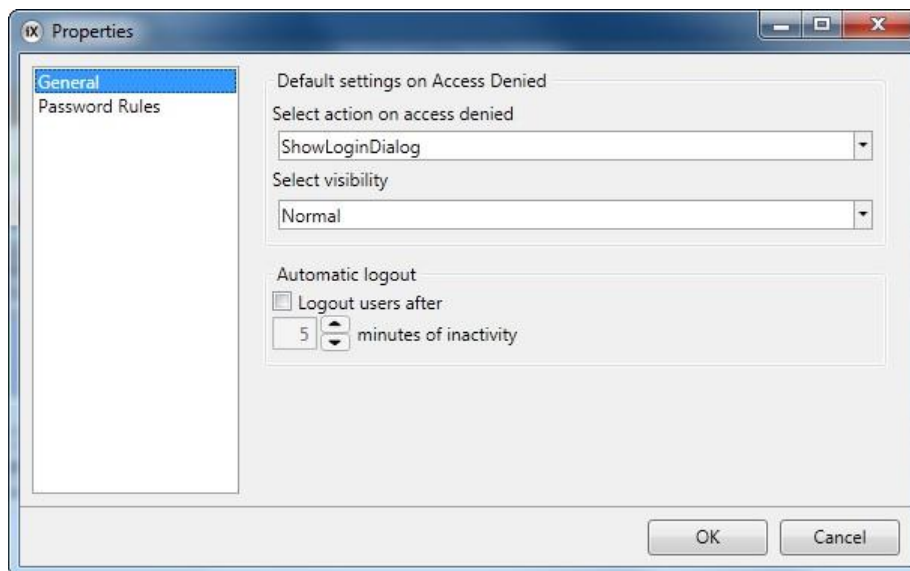 iX Properties
General
Password Rules
Default settings on Access Denied
Select action on access denied
ShowLoginDialog
Select visibility
Normal
Automatic logout
Logout users after
5 minutes of inactivity
OK Cancel